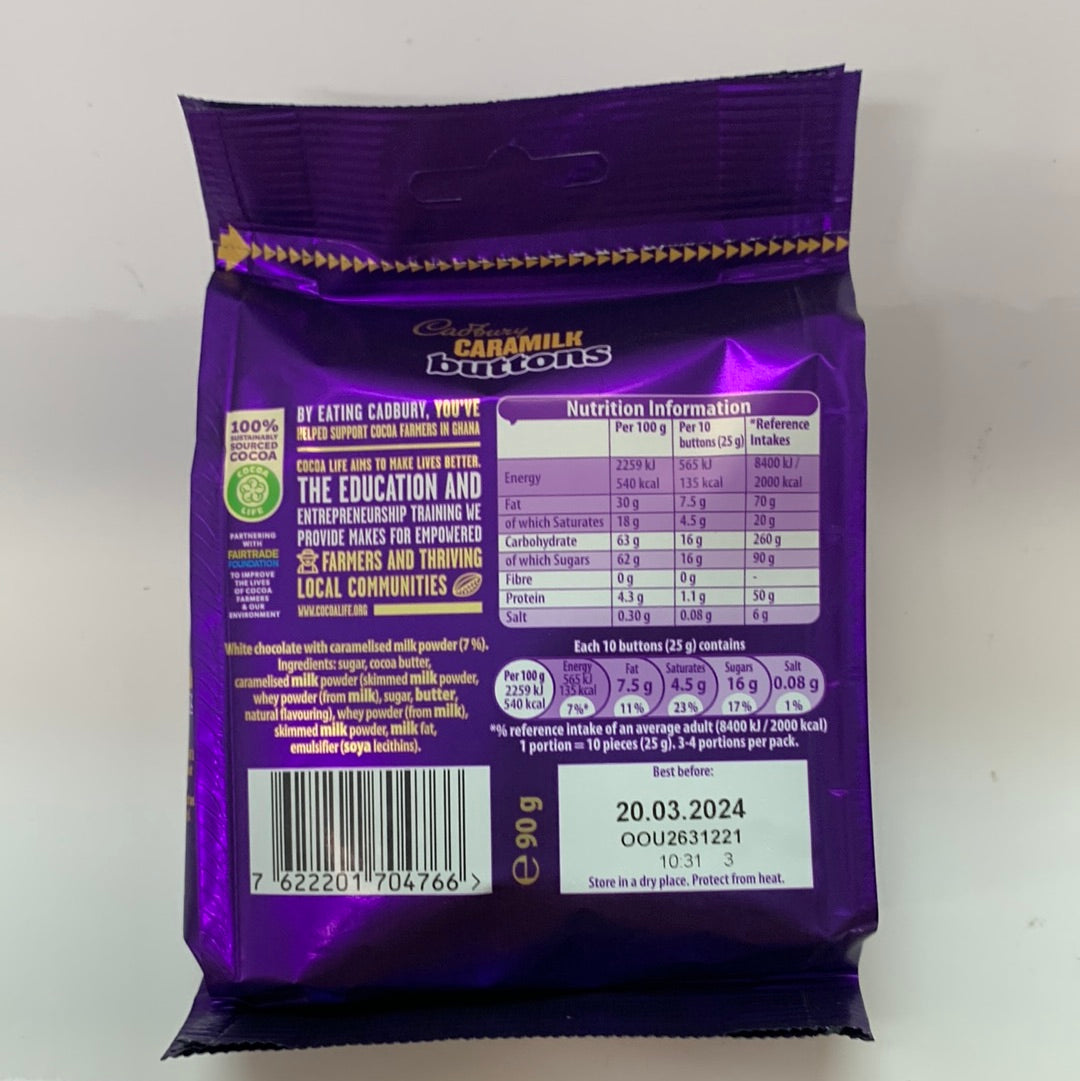 Cadbury
CARAMILK
buttons
100%
SUSTAINABLY
SOURCED
COCOA
COCOA
LIFE
PARTNERING
WITH
FAIRTRADE
FOUNDATION
TO IMPROVE
THE LIVES
OF COCOA
FARMERS
& OUR
ENVIRONMENT
BY EATING CADBURY, YOU'VE
HELPED SUPPORT COCOA FARMERS IN GHANA
COCOA LIFE AIMS TO MAKE LIVES BETTER.
THE EDUCATION AND
ENTREPRENEURSHIP TRAINING WE
PROVIDE MAKES FOR EMPOWERED
FARMERS AND THRIVING
LOCAL COMMUNITIES
WWW.COCOALIFE.ORG
Nutrition Information
Per 100 g Per 10 buttons (25 g) *Reference Intakes
Energy 2259 kJ 565 kJ 8400 kJ /
540 kcal 135 kcal 2000 kcal
Fat 30 g 7.5 g 70 g
of which Saturates 18 g 4.5 g 20 g
Carbohydrate 63 g 16 g 260 g
of which Sugars 62 g 16 g 90 g
Fibre 0 g 0 g -
Protein 4.3 g 1.1 g 50 g
Salt 0.30 g 0.08 g 6 g
White chocolate with caramelised milk powder (7 %).
Ingredients: sugar, cocoa butter,
caramelised milk powder (skimmed milk powder,
whey powder (from milk), sugar, butter,
natural flavouring), whey powder (from milk),
skimmed milk powder, milk fat,
emulsifier (soya lecithins).
Each 10 buttons (25 g) contains
Per 100 g
2259 kJ
540 kcal
Energy
565 kJ
135 kcal
7%*
Fat
7.5 g
11%
Saturates
4.5 g
23%
Sugars
16 g
17%
Salt
0.08 g
1%
*% reference intake of an average adult (8400 kJ / 2000 kcal)
1 portion = 10 pieces (25 g). 3-4 portions per pack.
7 622201 704766 >
e 90 g
Best before:
20.03.2024
OOU2631221
10:31 3
Store in a dry place. Protect from heat.